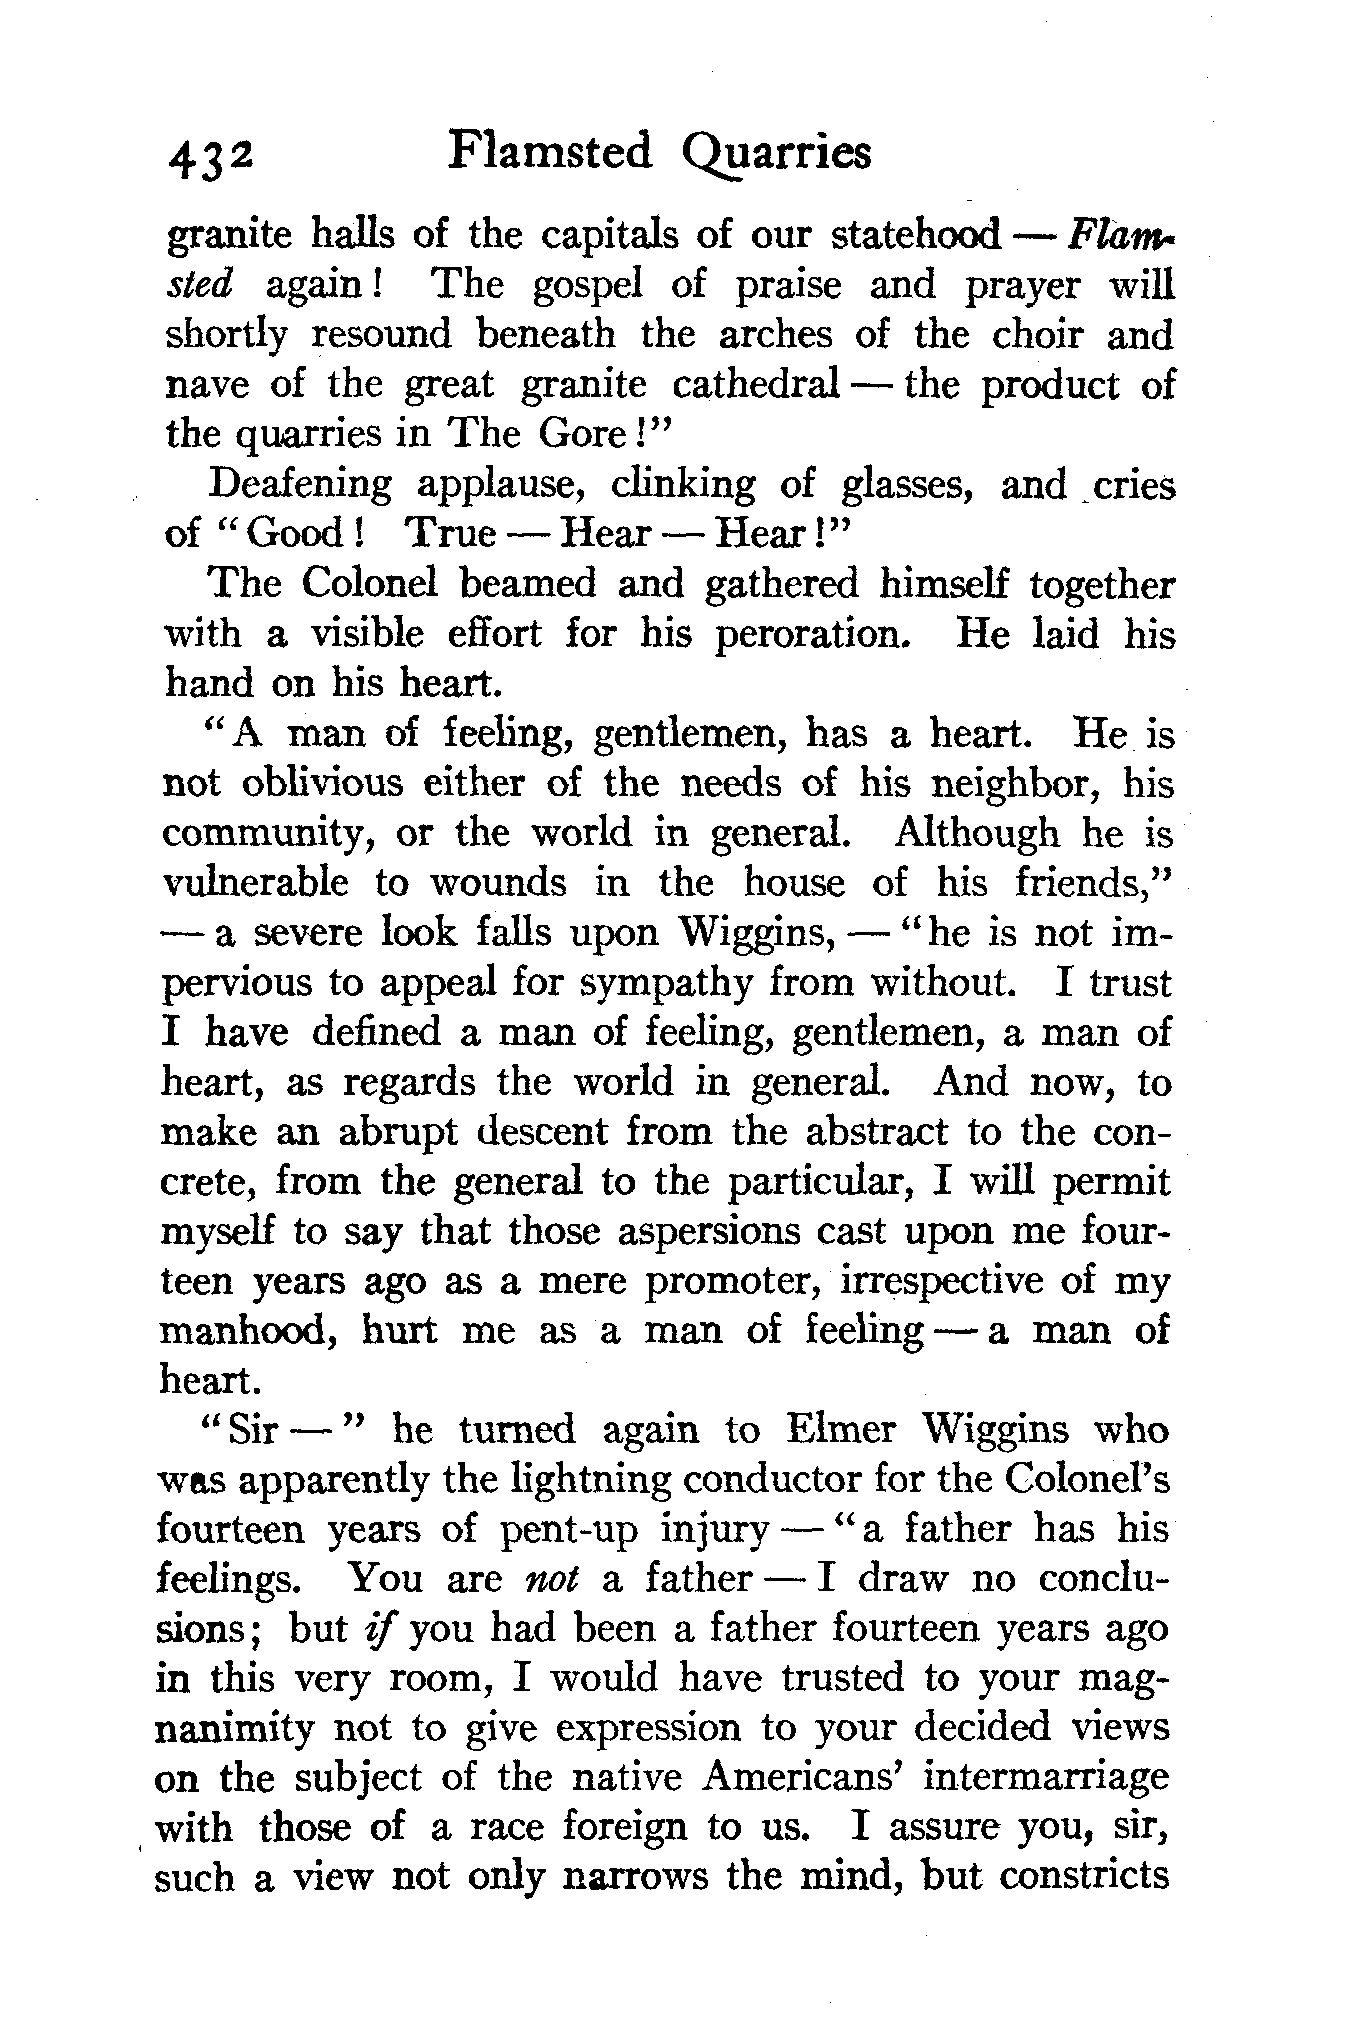 432 Flamsted Quarries
granite halls of the capitals of our statehood — Flam-
sted again! The gospel of praise and prayer will
shortly resound beneath the arches of the choir and
nave of the great granite cathedral — the product of
the quarries in The Gore!"
Deafening applause, clinking of glasses, and cries
of "Good! True — Hear — Hear!"
The Colonel beamed and gathered himself together
with a visible effort for his peroration. He laid his
hand on his heart.
"A man of feeling, gentlemen, has a heart. He is
not oblivious either of the needs of his neighbor, his
community, or the world in general. Although he is
vulnerable to wounds in the house of his friends,"
— a severe look falls upon Wiggins, — "he is not im-
pervious to appeal for sympathy from without. I trust
I have defined a man of feeling, gentlemen, a man of
heart, as regards the world in general. And now, to
make an abrupt descent from the abstract to the con-
crete, from the general to the particular, I will permit
myself to say that those aspersions cast upon me four-
teen years ago as a mere promoter, irrespective of my
manhood, hurt me as a man of feeling — a man of
heart.
"Sir — " he turned again to Elmer Wiggins who
was apparently the lightning conductor for the Colonel's
fourteen years of pent-up injury — "a father has his
feelings. You are not a father — I draw no conclu-
sions; but if you had been a father fourteen years ago
in this very room, I would have trusted to your mag-
nanimity not to give expression to your decided views
on the subject of the native Americans' intermarriage
with those of a race foreign to us. I assure you, sir,
such a view not only narrows the mind, but constricts